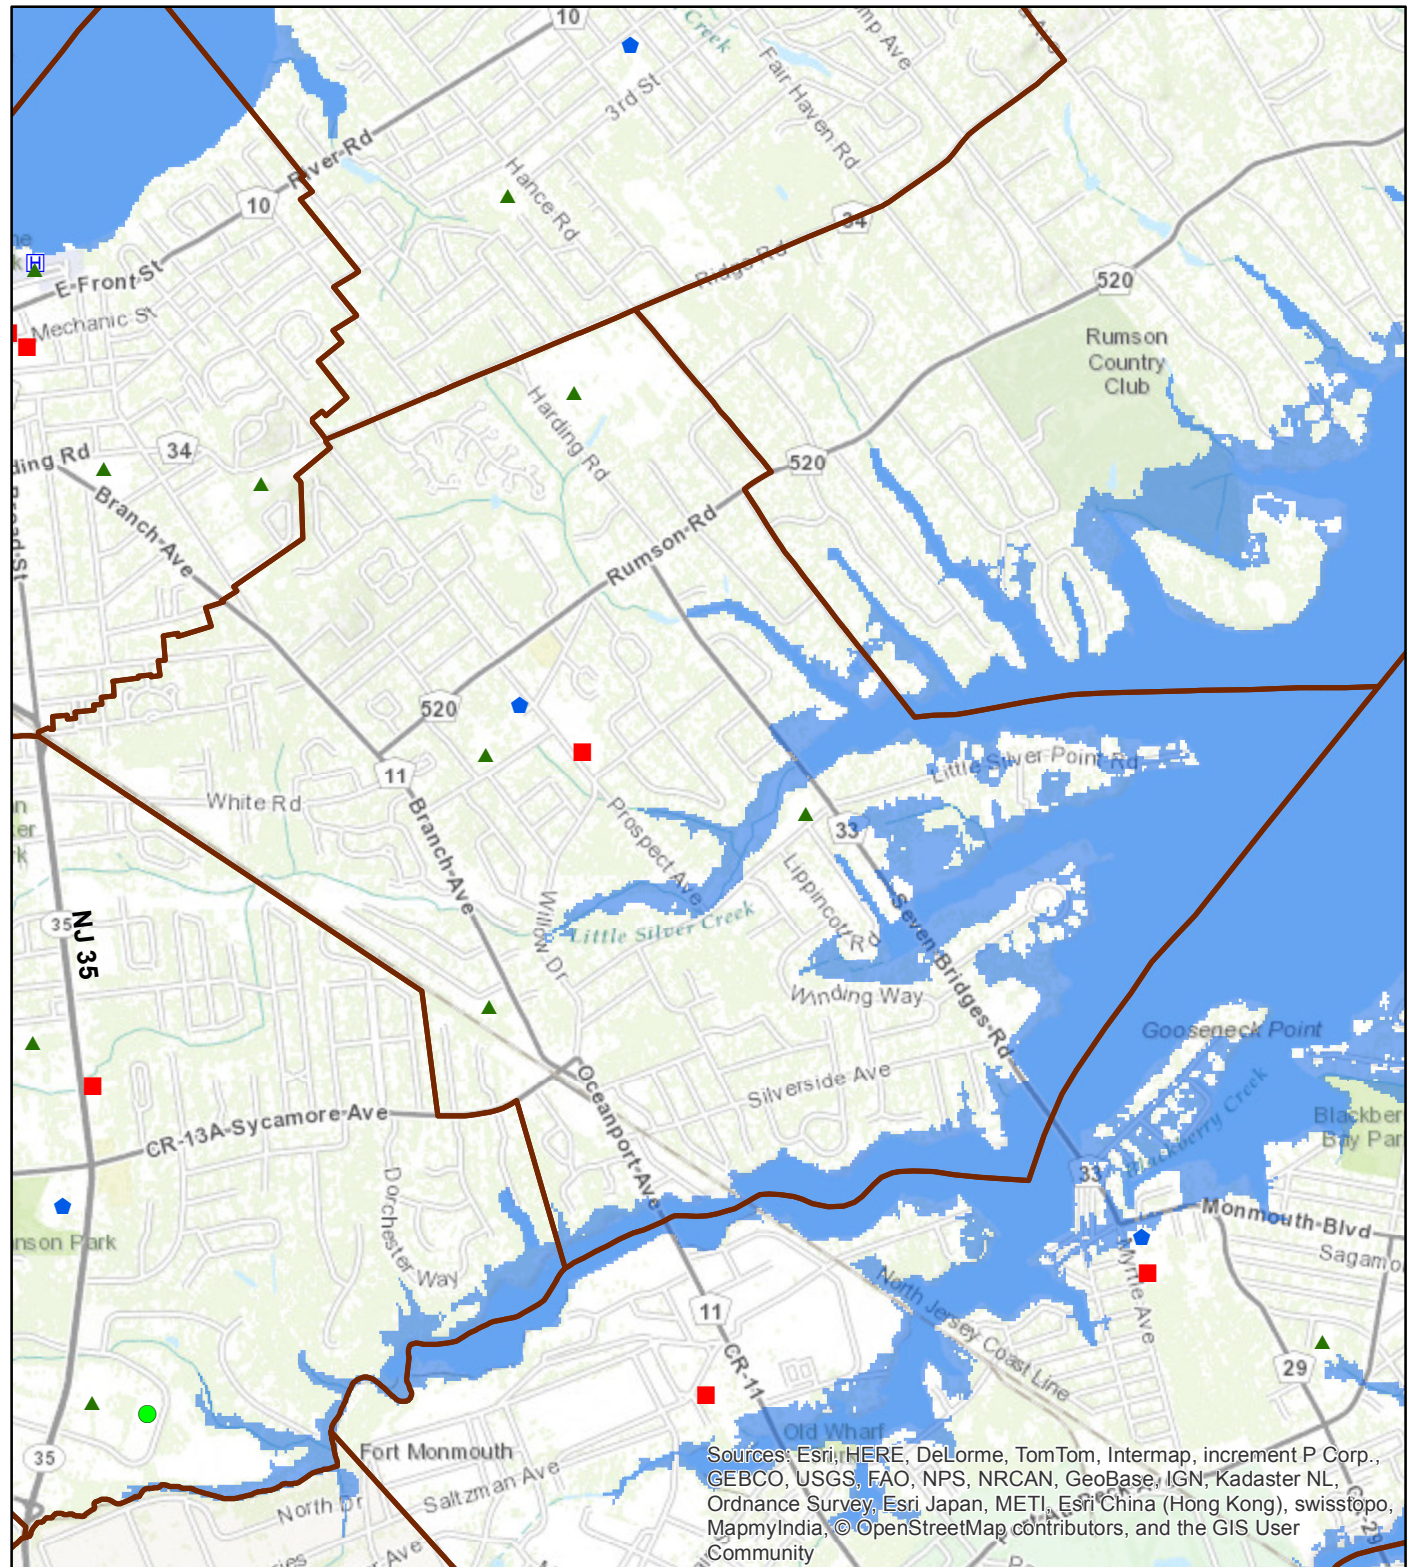 10
Creek
Fair Haven Rd
3rd St
River-Rd
Hance Rd
10
34
Ridge Rd
520
E-Front-St
Mechanic St
Rumson
Country
Club
Harding Rd
34
520
Branch-Ave
Rumson-Rd
520
11
White Rd
Little Silver Point Rd
33
Branch-Ave
Prospect Ave
Lippincott Rd
Willow Dr
Little Silver Creek
Seven-Bridges-Rd
35
NJ 35
Winding Way
Gooseneck Point
Silverside Ave
Oceanport-Ave
CR-13A-Sycamore-Ave
Blackberry Creek
33
Dorchester Way
Monmouth-Blvd
Myrtle Ave
North Jersey Coast Line
11
CR-11
29
35
Fort Monmouth
Old Wharf
Saltzman Ave
North Dr
Sources: Esri, HERE, DeLorme, TomTom, Intermap, increment P Corp.,
GEBCO, USGS, FAO, NPS, NRCAN, GeoBase, IGN, Kadaster NL,
Ordnance Survey, Esri Japan, METI, Esri China (Hong Kong), swisstopo,
MapmyIndia, © OpenStreetMap contributors, and the GIS User
Community